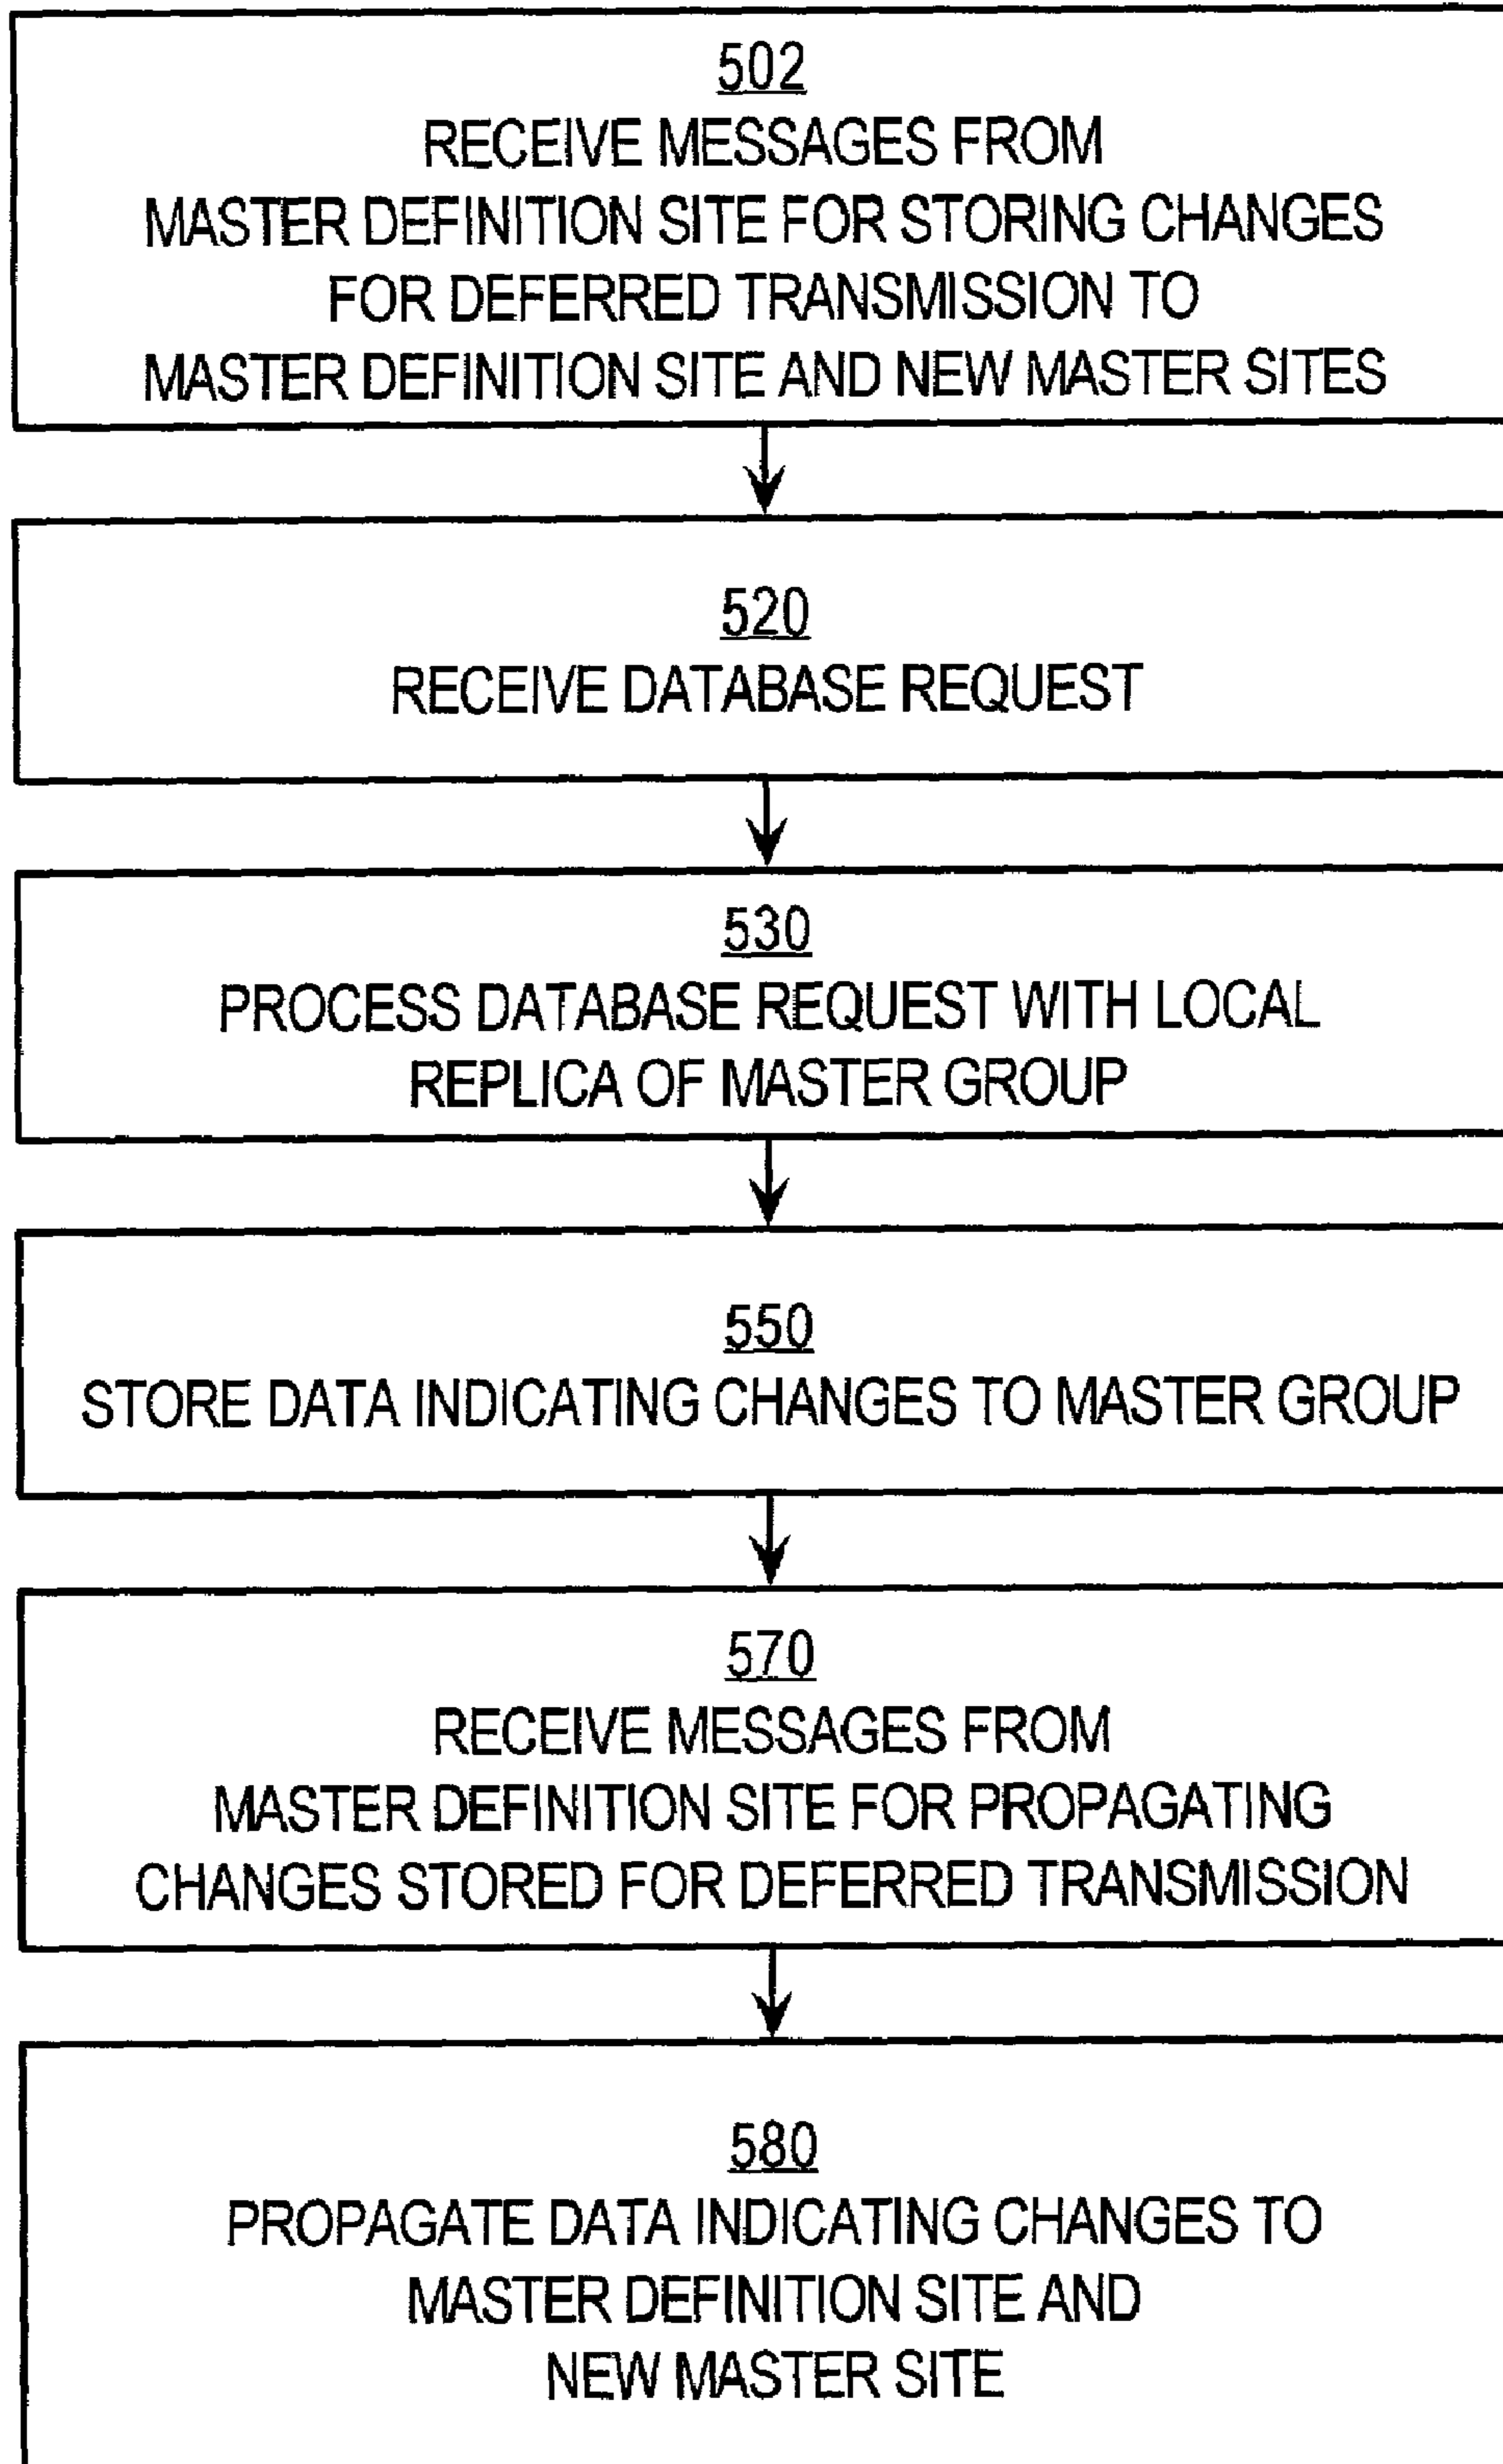 502
RECEIVE MESSAGES FROM
MASTER DEFINITION SITE FOR STORING CHANGES
FOR DEFERRED TRANSMISSION TO
MASTER DEFINITION SITE AND NEW MASTER SITES
520
RECEIVE DATABASE REQUEST
530
PROCESS DATABASE REQUEST WITH LOCAL
REPLICA OF MASTER GROUP
550
STORE DATA INDICATING CHANGES TO MASTER GROUP
570
RECEIVE MESSAGES FROM
MASTER DEFINITION SITE FOR PROPAGATING
CHANGES STORED FOR DEFERRED TRANSMISSION
580
PROPAGATE DATA INDICATING CHANGES TO
MASTER DEFINITION SITE AND
NEW MASTER SITE